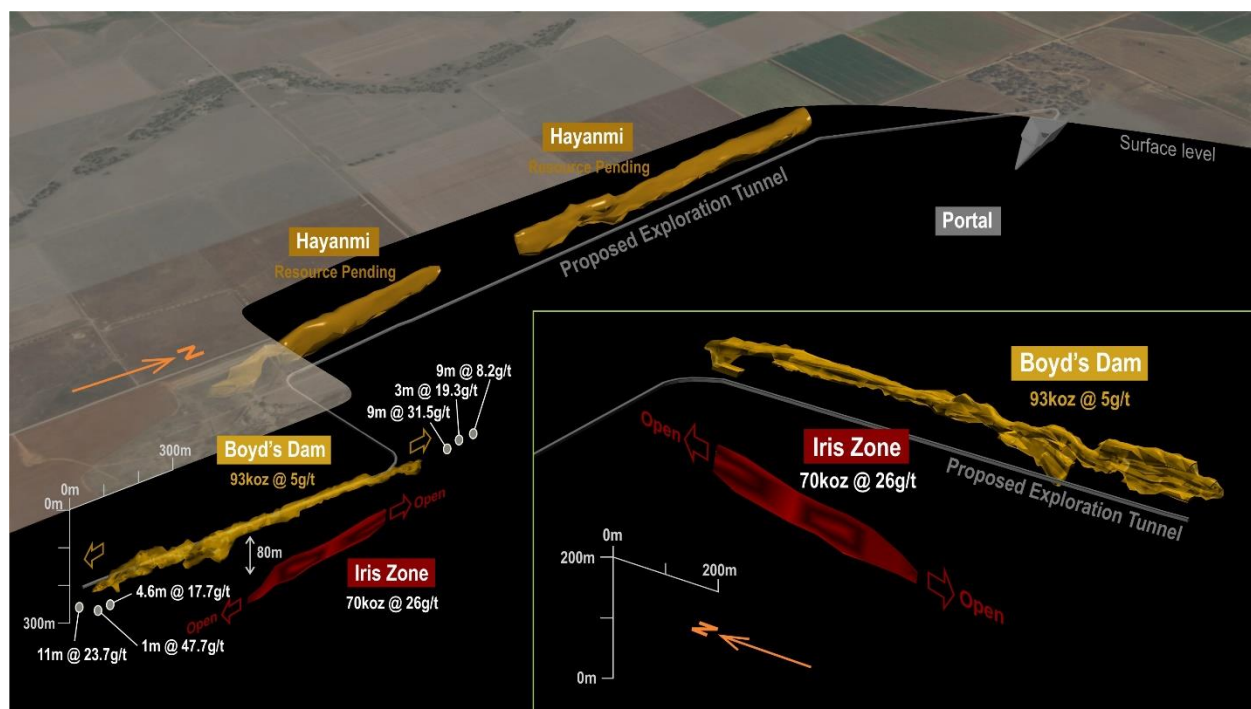 Hayanmi
Resource Pending
Surface level
Proposed Exploration Tunnel
Portal
Hayanmi
Resource Pending
N
9m @ 8.2g/t
3m @ 19.3g/t
9m @ 31.5g/t
300m
0m
0m
300m
Boyd's Dam
93koz @ 5g/t
Open
80m
Iris Zone
70koz @ 26g/t
Open
4.6m @ 17.7g/t
1m @ 47.7g/t
11m @ 23.7g/t
Boyd's Dam
93koz @ 5g/t
Open
Iris Zone
70koz @ 26g/t
Proposed Exploration Tunnel
Open
0m
200m
200m
0m
N